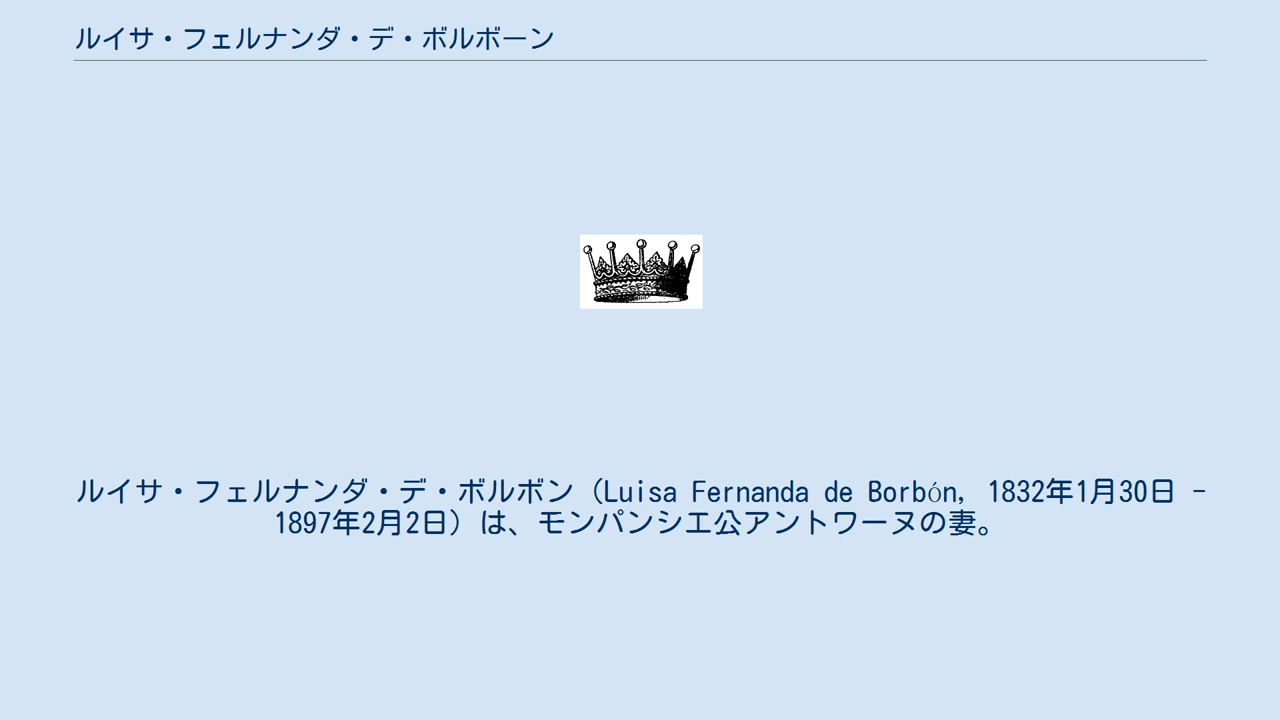 ルイサ・フェルナンダ・デ・ボルボーン
ルイサ・フェルナンダ・デ・ボルボン（Luisa Fernanda de Borbón, 1832年1月30日 -
1897年2月2日）は、モンパンシエ公アントワーヌの妻。